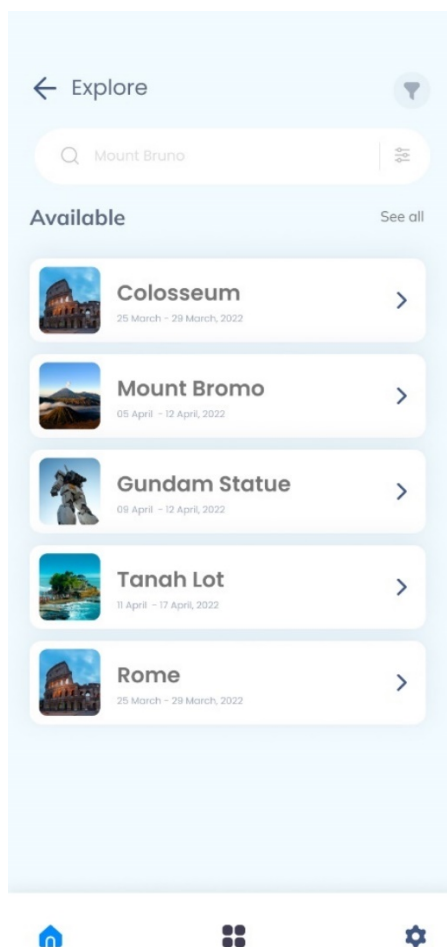 Explore
Mount Bruno
Available
See all
Colosseum
25 March - 29 March, 2022
Mount Bromo
05 April - 12 April, 2022
Gundam Statue
09 April - 12 April, 2022
Tanah Lot
11 April - 17 April, 2022
Rome
25 March - 29 March, 2022